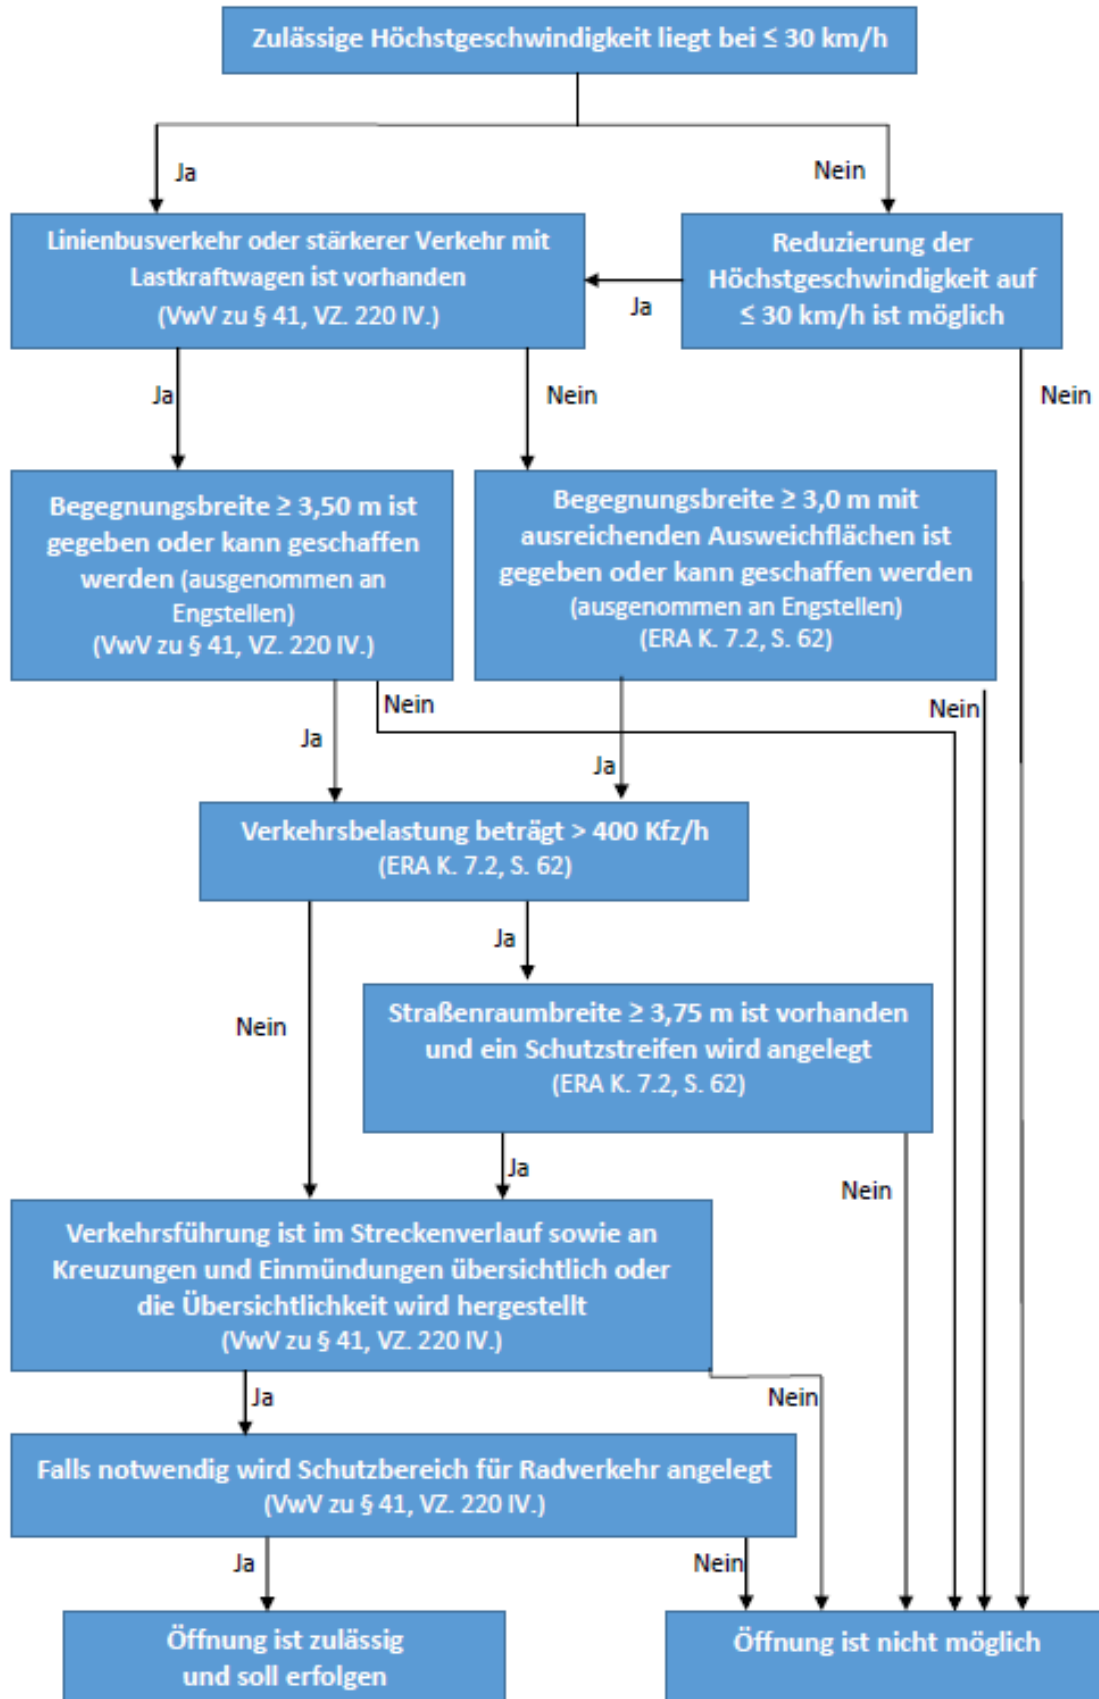 Zulässige Höchstgeschwindigkeit liegt bei ≤ 30 km/h
Ja
Nein
Linienbusverkehr oder stärkerer Verkehr mit
Lastkraftwagen ist vorhanden
(VwV zu § 41, VZ. 220 IV.)
Ja
Reduzierung der
Höchstgeschwindigkeit auf
≤ 30 km/h ist möglich
Ja
Nein
Nein
Begegnungsbreite ≥ 3,50 m ist
gegeben oder kann geschaffen
werden (ausgenommen an
Engstellen)
(VwV zu § 41, VZ. 220 IV.)
Begegnungsbreite ≥ 3,0 m mit
ausreichenden Ausweichflächen ist
gegeben oder kann geschaffen werden
(ausgenommen an Engstellen)
(ERA K. 7.2, S. 62)
Ja
Nein
Ja
Nein
Verkehrsbelastung beträgt > 400 Kfz/h
(ERA K. 7.2, S. 62)
Ja
Nein
Straßenraumbreite ≥ 3,75 m ist vorhanden
und ein Schutzstreifen wird angelegt
(ERA K. 7.2, S. 62)
Ja
Nein
Verkehrsführung ist im Streckenverlauf sowie an
Kreuzungen und Einmündungen übersichtlich oder
die Übersichtlichkeit wird hergestellt
(VwV zu § 41, VZ. 220 IV.)
Ja
Nein
Falls notwendig wird Schutzbereich für Radverkehr angelegt
(VwV zu § 41, VZ. 220 IV.)
Ja
Nein
Öffnung ist zulässig
und soll erfolgen
Öffnung ist nicht möglich